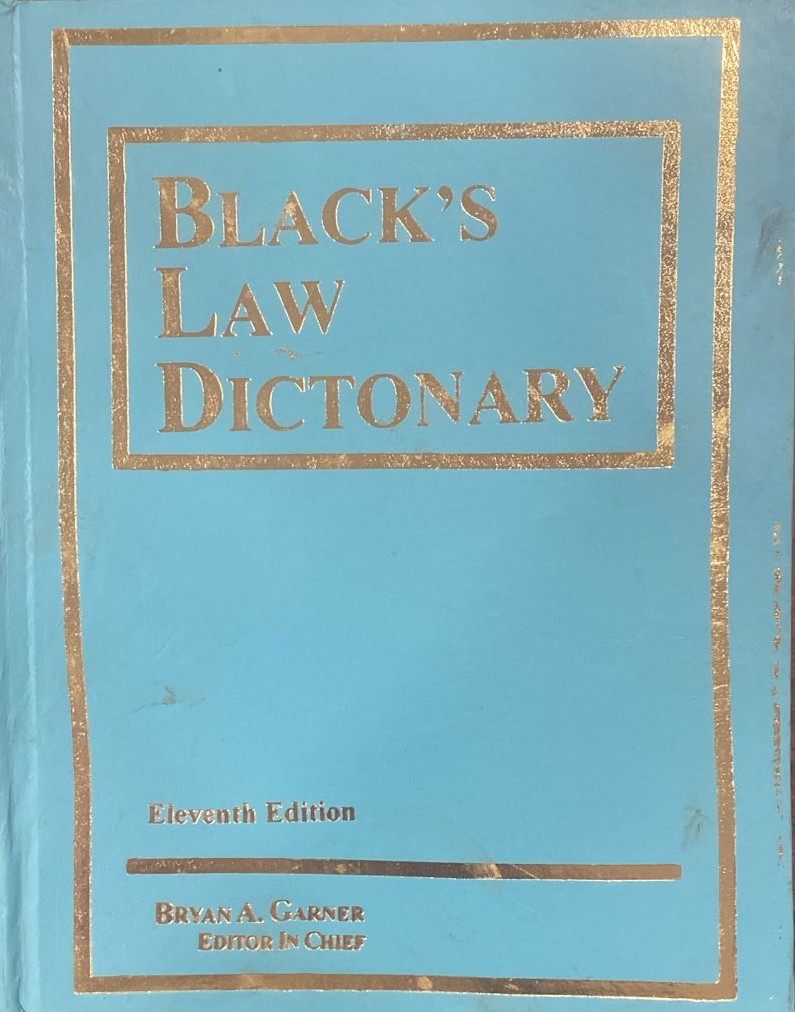 BLACK'S
LAW
DICTONARY
Eleventh Edition
BRYAN A. GARNER
EDITOR IN CHIEF